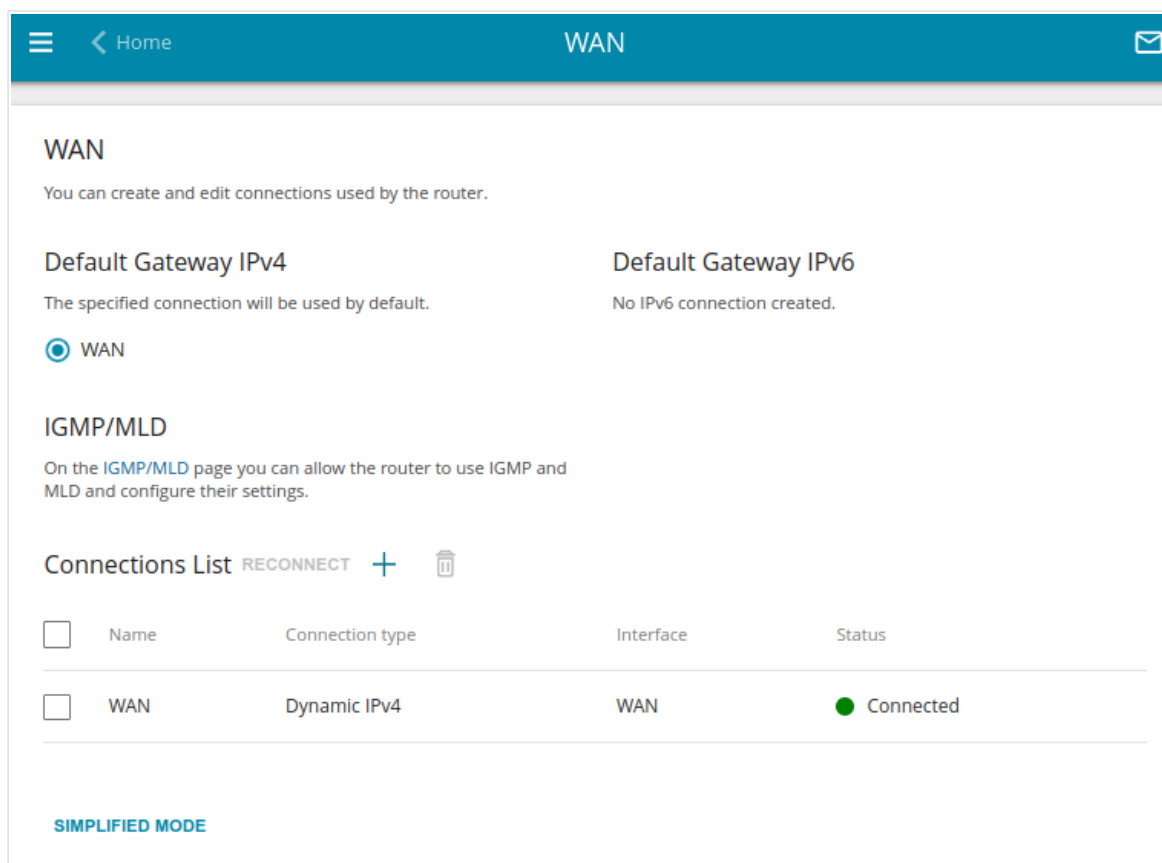 Home
WAN
WAN
You can create and edit connections used by the router.
Default Gateway IPv4
The specified connection will be used by default.
WAN
Default Gateway IPv6
No IPv6 connection created.
IGMP/MLD
On the IGMP/MLD page you can allow the router to use IGMP and
MLD and configure their settings.
Connections List RECONNECT
Name Connection type Interface Status
WAN Dynamic IPv4 WAN Connected
SIMPLIFIED MODE